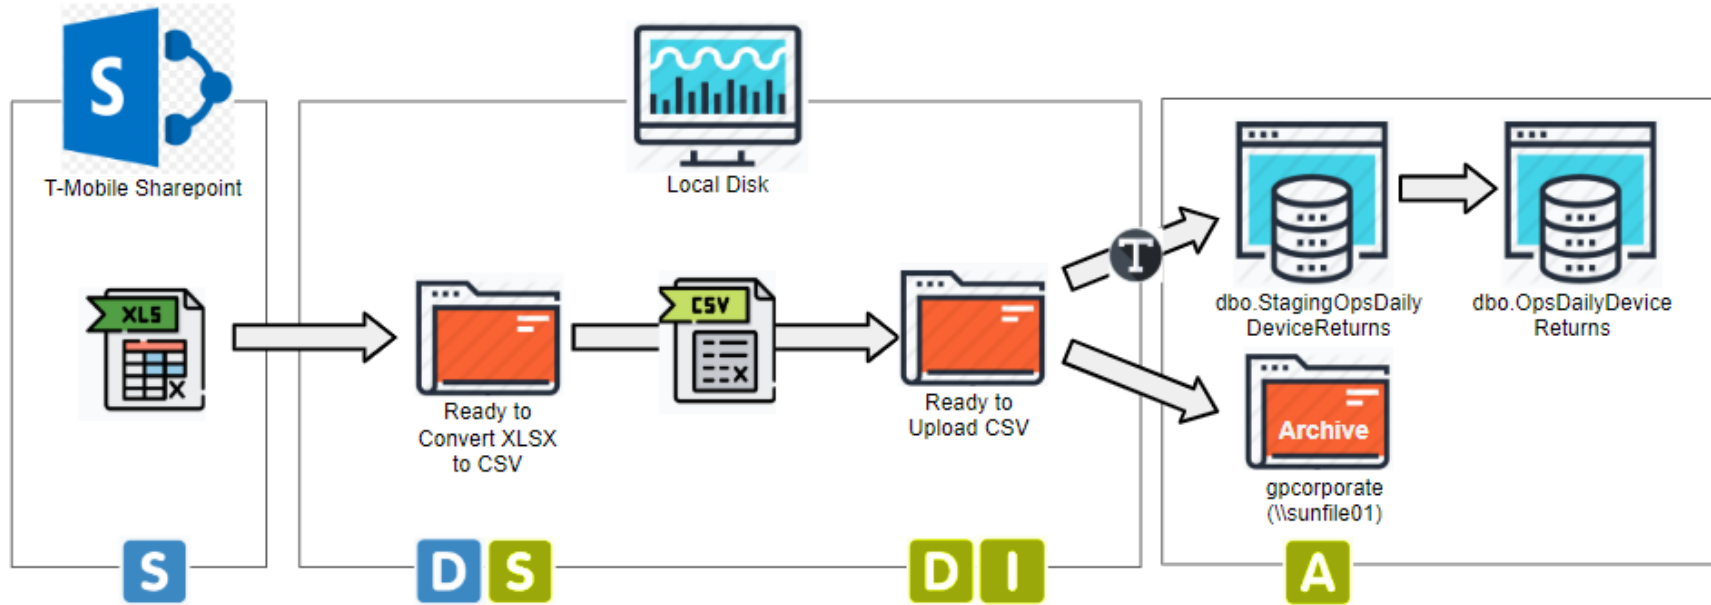 S
T-Mobile Sharepoint
XLS
X
S
Local Disk
Ready to
Convert XLSX
to CSV
CSV
X
Ready to
Upload CSV
D
S
D
I
T
dbo.StagingOpsDaily
DeviceReturns
dbo.OpsDailyDevice
Returns
Archive
gpcorporate
(\\sunfile01)
A